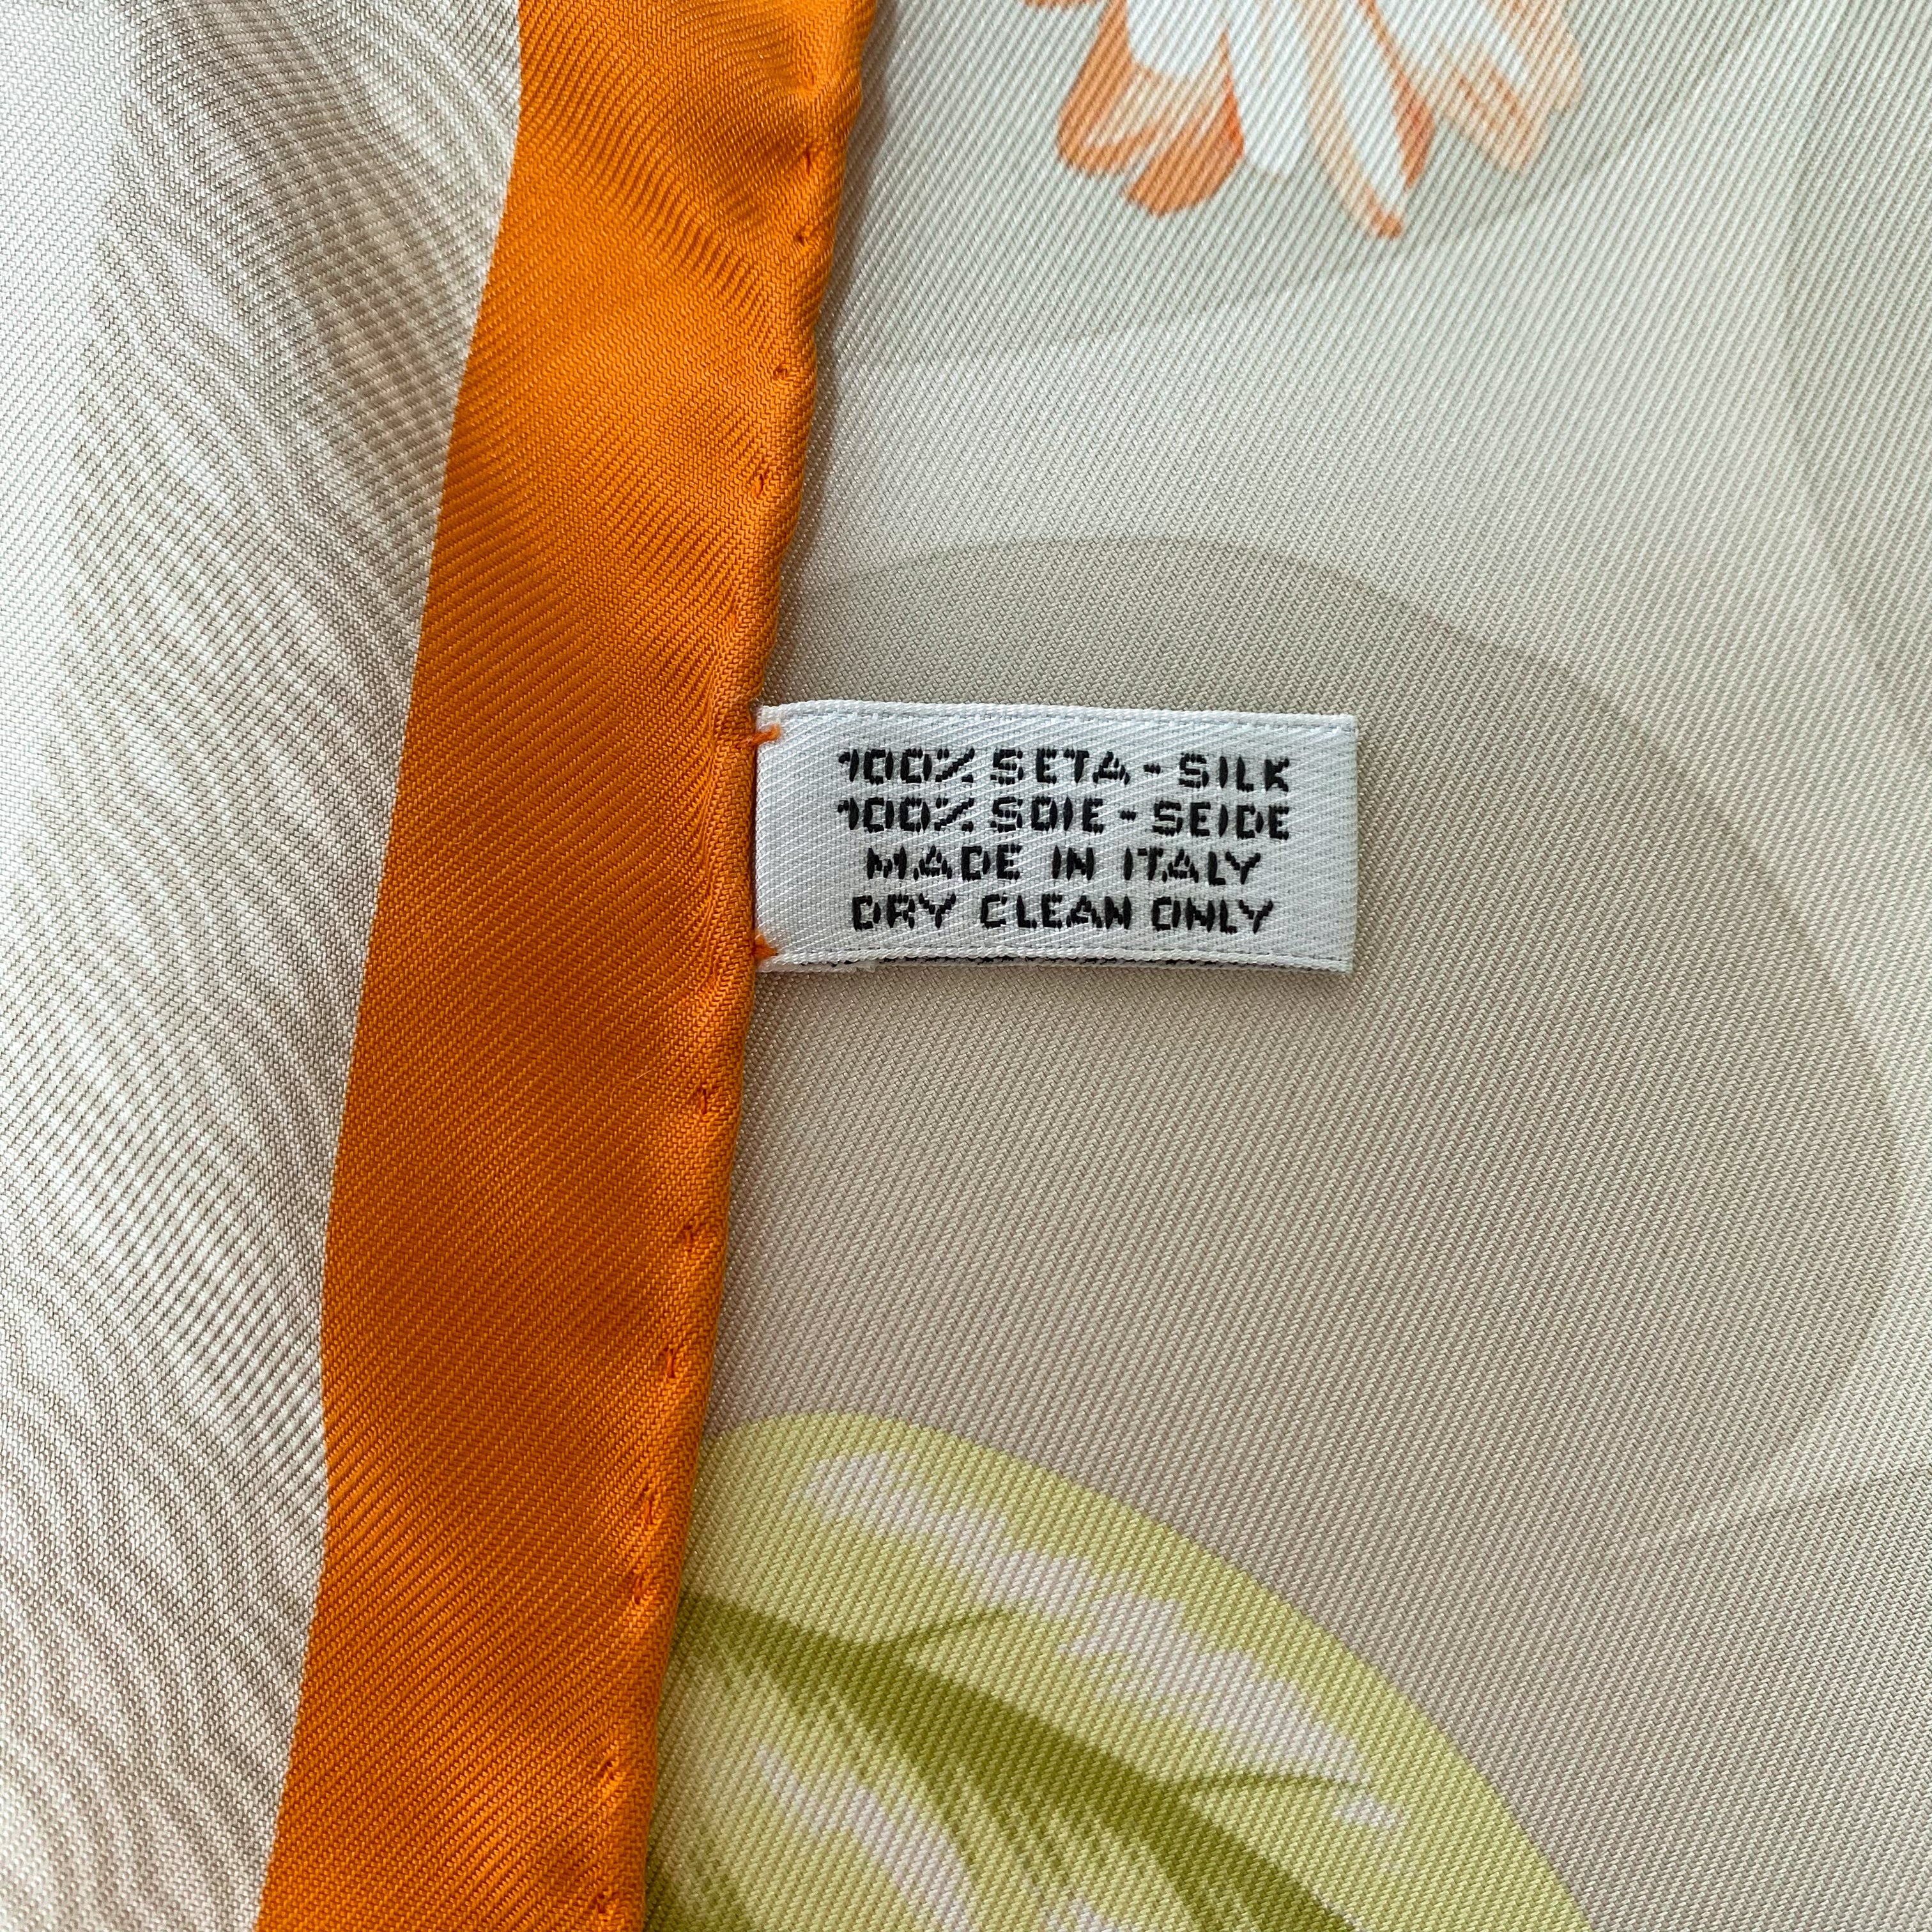 100% SETA - SILK
100% SOIE - SEIDE
MADE IN ITALY
DRY CLEAN ONLY